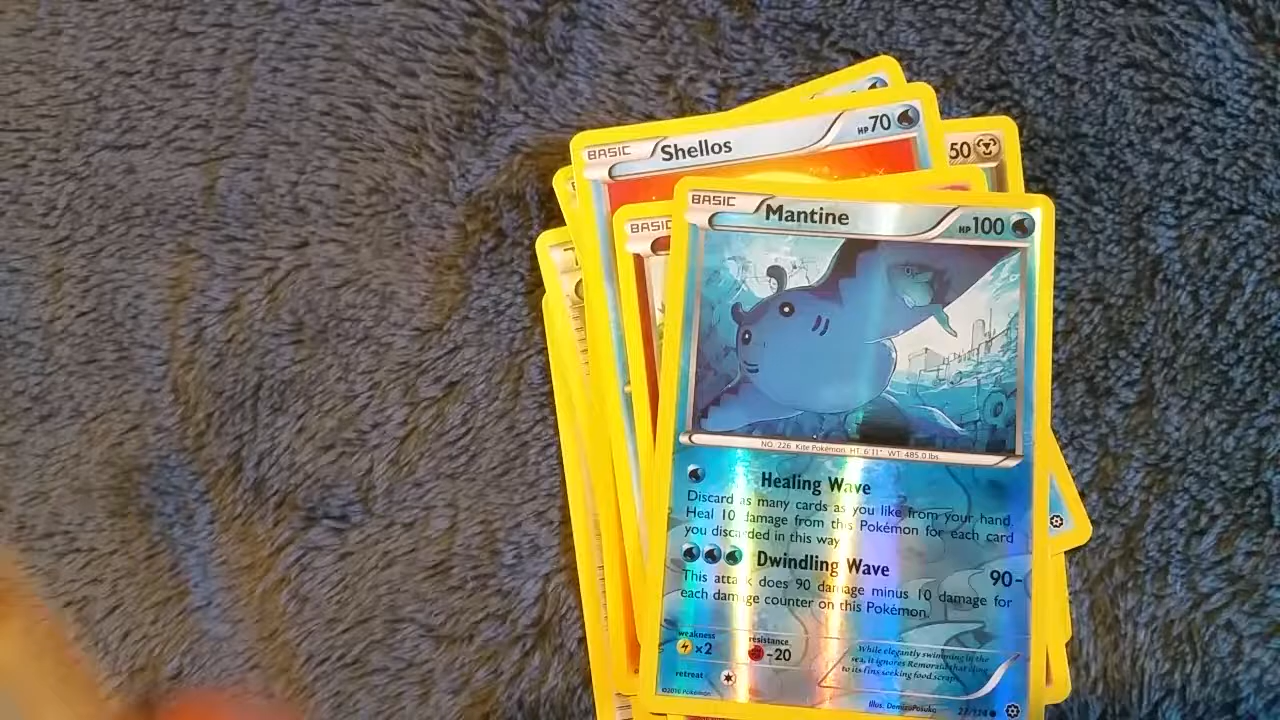 BASIC Shellos HP70
50
BASIC
BASIC Mantine HP100
NO. 226 Kite Pokémon HT: 6'11" WT: 485.0 lbs.
Healing Wave
Discard as many cards as you like from your hand.
Heal 10 damage from this Pokémon for each card
you discarded in this way.
Dwindling Wave 90-
This attack does 90 damage minus 10 damage for
each damage counter on this Pokémon.
weakness
×2
resistance
-20
retreat
While elegantly swimming in the
sea, it ignores Remoraid that cling
to its fins seeking food scraps.
©2016 Pokémon
Illus. DemizuPosuka
27/114